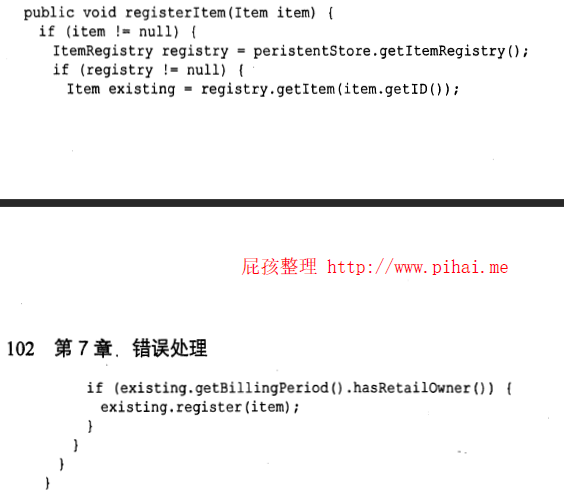 public void registerItem(Item item) {
if (item != null) {
ItemRegistry registry = peristentStore.getItemRegistry();
if (registry != null) {
Item existing = registry.getItem(item.getID());
屁孩整理 http://www.pihai.me
102 第 7 章 错误处理
if (existing.getBillingPeriod().hasRetailOwner()) {
existing.register(item);
}
}
}
}